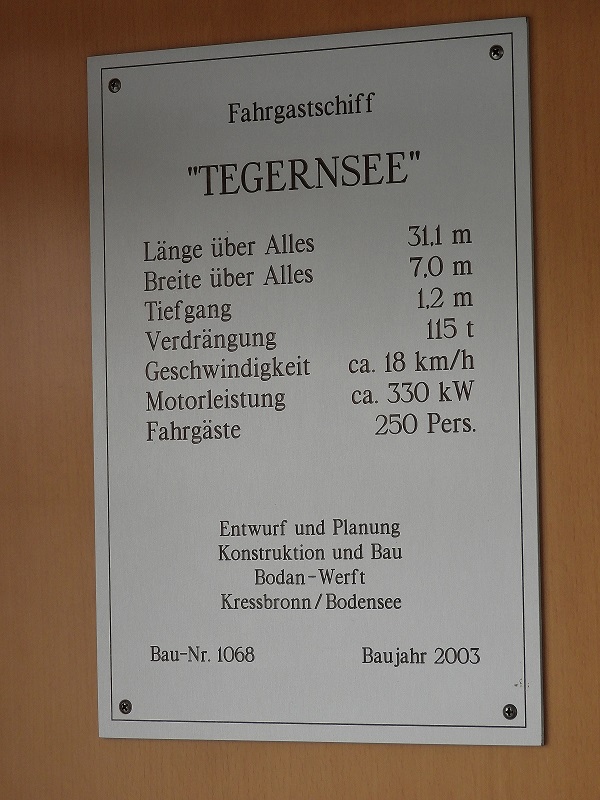 Fahrgastschiff
"TEGERNSEE"
Länge über Alles 31,1 m
Breite über Alles 7,0 m
Tiefgang 1,2 m
Verdrängung 115 t
Geschwindigkeit ca. 18 km/h
Motorleistung ca. 330 kW
Fahrgäste 250 Pers.
Entwurf und Planung
Konstruktion und Bau
Bodan-Werft
Kressbronn/Bodensee
Bau-Nr. 1068 Baujahr 2003